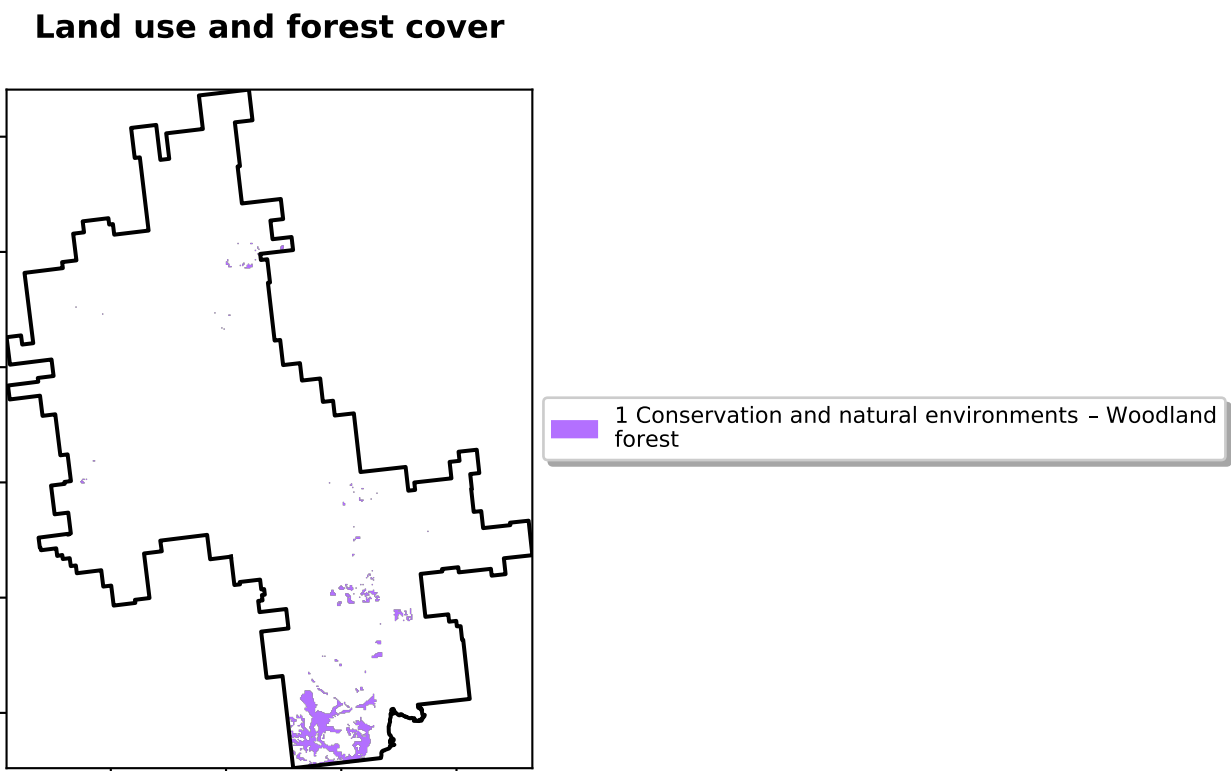 Land use and forest cover
1 Conservation and natural environments – Woodland
forest